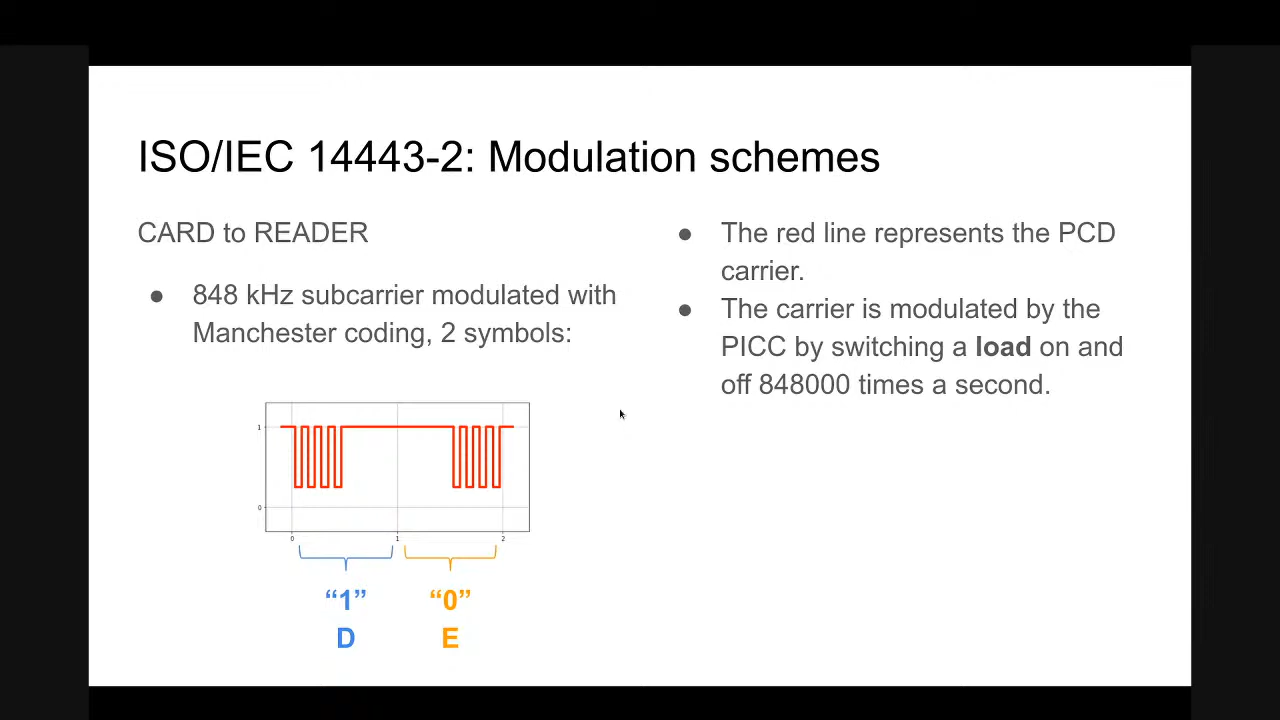 ISO/IEC 14443-2: Modulation schemes
CARD to READER
● 848 kHz subcarrier modulated with
Manchester coding, 2 symbols:
1
0
0
1
2
“1”
“0”
D
E
● The red line represents the PCD
carrier.
● The carrier is modulated by the
PICC by switching a load on and
off 848000 times a second.